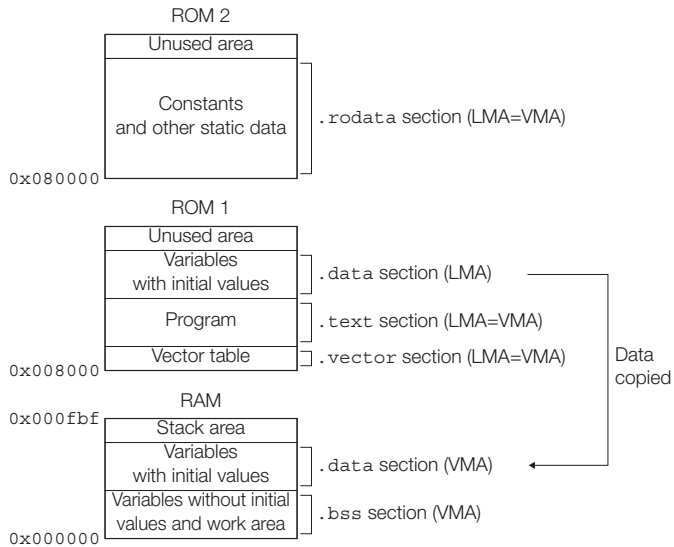 ROM 2
Unused area
Constants
and other static data
.rodata section (LMA=VMA)
0x080000
ROM 1
Unused area
Variables
with initial values
.data section (LMA)
Program
.text section (LMA=VMA)
Vector table
.vector section (LMA=VMA)
0x008000
Data
copied
RAM
0x000fbf
Stack area
Variables
with initial values
.data section (VMA)
Variables without initial
values and work area
.bss section (VMA)
0x000000